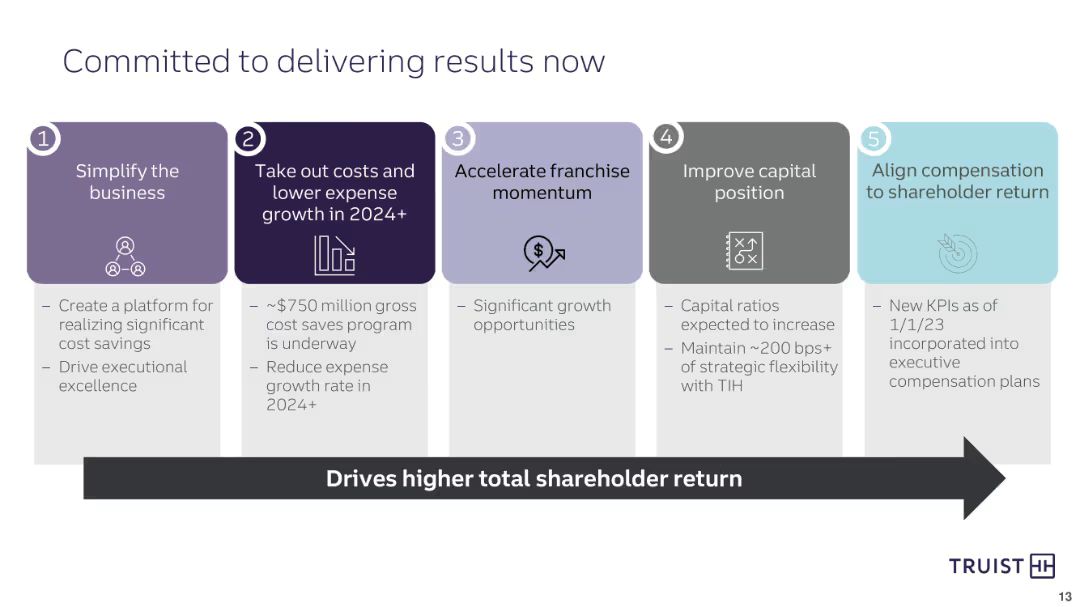 Committed to delivering results now
1
Simplify the
business
– Create a platform for
realizing significant
cost savings
– Drive executional
excellence
2
Take out costs and
lower expense
growth in 2024+
– ~$750 million gross
cost saves program
is underway
– Reduce expense
growth rate in
2024+
3
Accelerate franchise
momentum
$
– Significant growth
opportunities
4
Improve capital
position
– Capital ratios
expected to increase
– Maintain ~200 bps+
of strategic flexibility
with TIH
5
Align compensation
to shareholder return
– New KPIs as of
1/1/23
incorporated into
executive
compensation plans
Drives higher total shareholder return
TRUIST
13